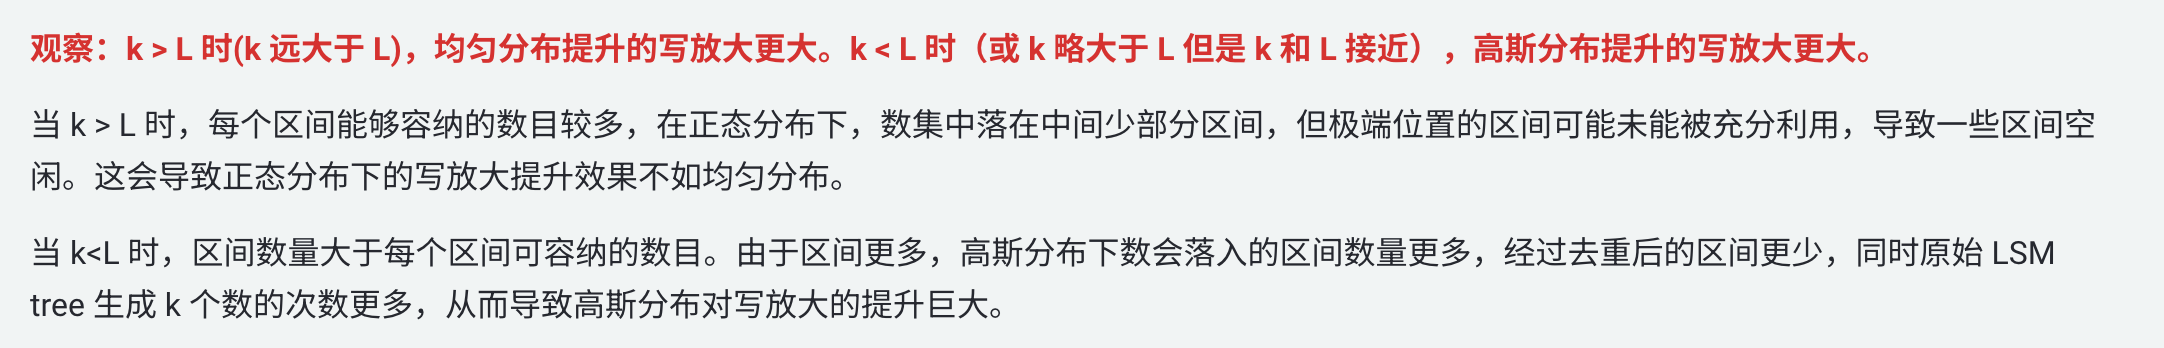 观察：k > L 时(k 远大于 L)，均匀分布提升的写放大更大。k < L 时（或 k 略大于 L 但是 k 和 L 接近），高斯分布提升的写放大更大。
当 k > L 时，每个区间能够容纳的数目较多，在正态分布下，数集中落在中间少部分区间，但极端位置的区间可能未能被充分利用，导致一些区间空
闲。这会导致正态分布下的写放大提升效果不如均匀分布。
当 k<L 时，区间数量大于每个区间可容纳的数目。由于区间更多，高斯分布下数会落入的区间数量更多，经过去重后的区间更少，同时原始 LSM
tree 生成 k 个数的次数更多，从而导致高斯分布对写放大的提升巨大。